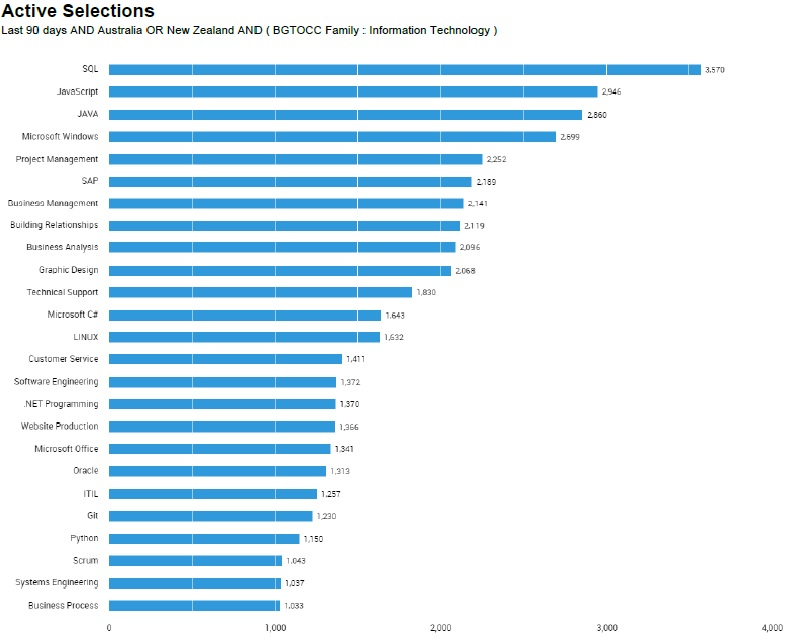 Active Selections
Last 90 days AND Australia OR New Zealand AND ( BGTOCC Family : Information Technology )
SQL 3,570
JavaScript 2,946
JAVA 2,860
Microsoft Windows 2,699
Project Management 2,252
SAP 2,189
Business Management 2,141
Building Relationships 2,119
Business Analysis 2,096
Graphic Design 2,068
Technical Support 1,830
Microsoft C# 1,643
LINUX 1,632
Customer Service 1,411
Software Engineering 1,372
.NET Programming 1,370
Website Production 1,366
Microsoft Office 1,341
Oracle 1,313
ITIL 1,257
Git 1,230
Python 1,150
Scrum 1,043
Systems Engineering 1,037
Business Process 1,033
0 1,000 2,000 3,000 4,000